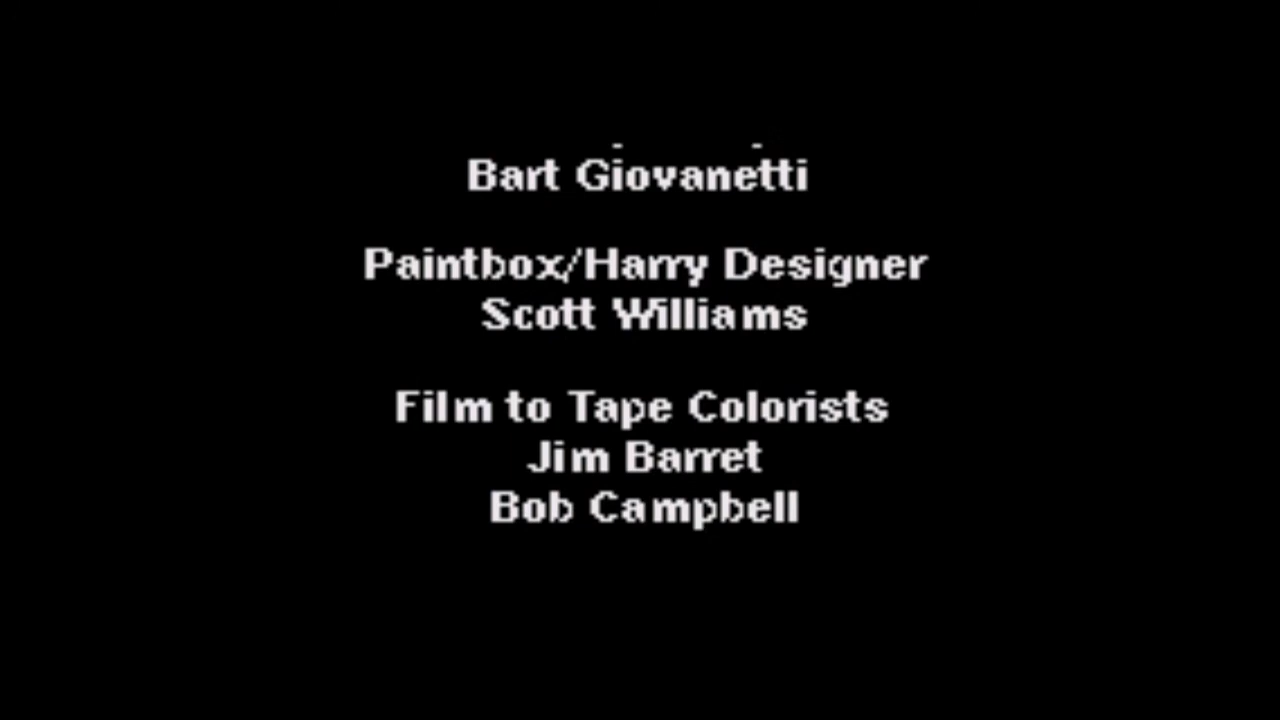 Bart Giovanetti
Paintbox/Harry Designer
Scott Williams
Film to Tape Colorists
Jim Barret
Bob Campbell